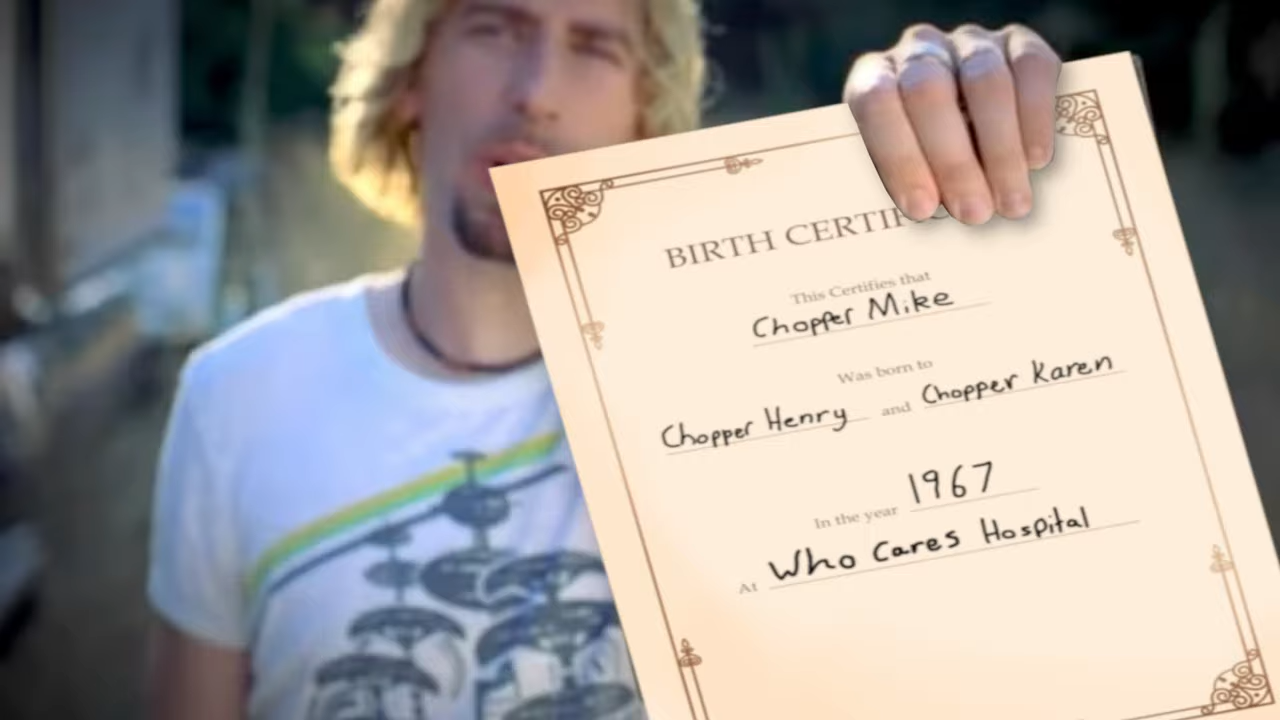 BIRTH CERTIFIC
This Certifies that
Chopper Mike
Was born to
Chopper Henry and Chopper Karen
In the year 1967
At Who Cares Hospital